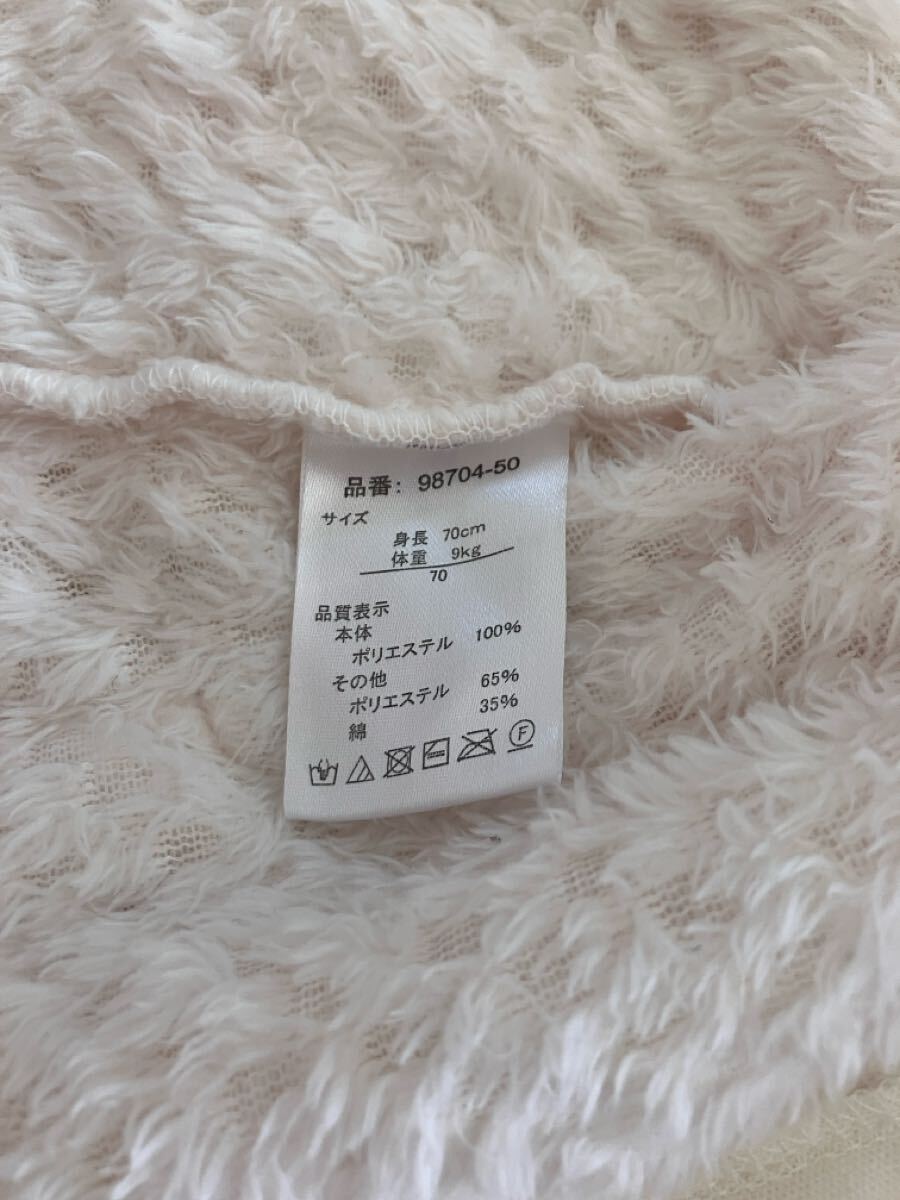 品番: 98704-50
サイズ
身長 70cm
体重 9kg
70
品質表示
本体
ポリエステル 100%
その他
ポリエステル 65%
綿 35%
F